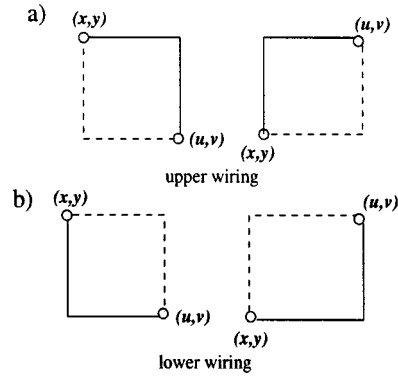 a)
(x,y)
(u,v)
(u,v)
(x,y)
upper wiring
b)
(x,y)
(u,v)
(u,v)
(x,y)
lower wiring